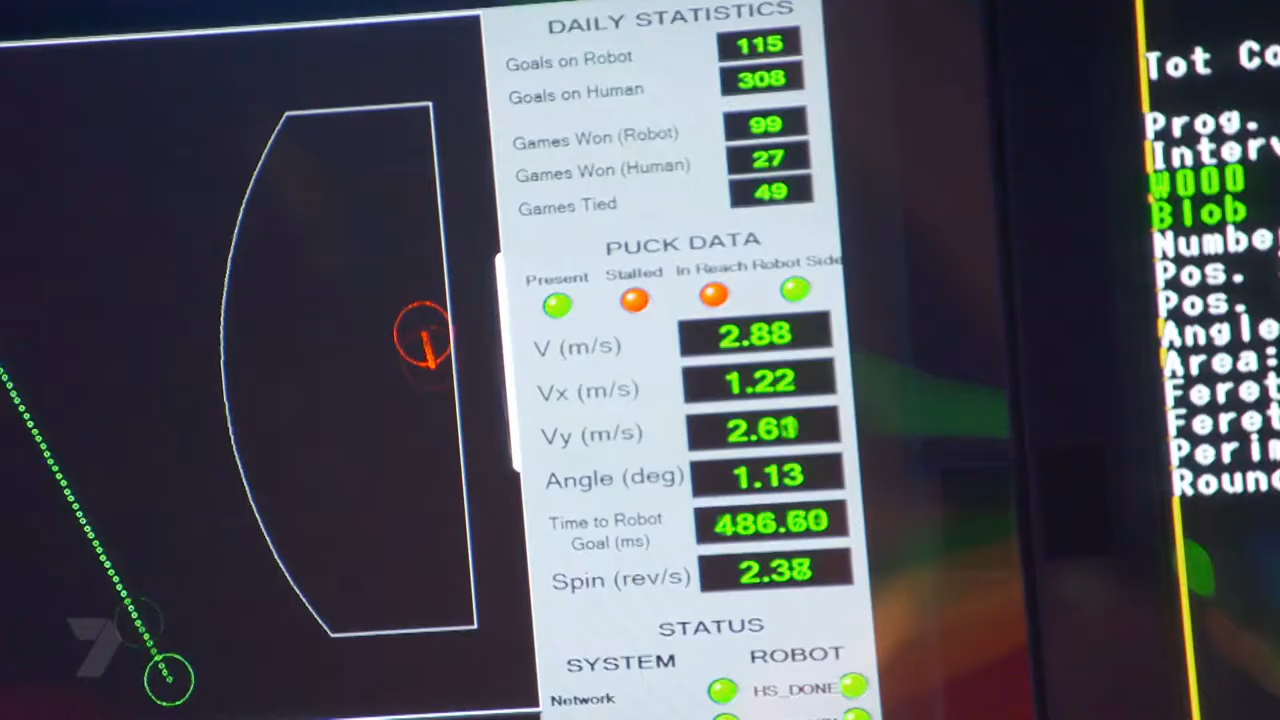 DAILY STATISTICS
Goals on Robot 115
Goals on Human 308
Games Won (Robot) 99
Games Won (Human) 27
Games Tied 49
PUCK DATA
Present Stalled In Reach Robot Side
V (m/s) 2.88
Vx (m/s) 1.22
Vy (m/s)
Angle (deg) 1.13
Time to Robot
Goal (ms) 486.60
Spin (rev/s) 2.38
STATUS
SYSTEM ROBOT
Network HS_DONE
Tot Co
Prog.
Interv
W000
Blob
Numbe
Pos.
Pos.
Angle
Area:
Feret
Feret
Perim
Round
7